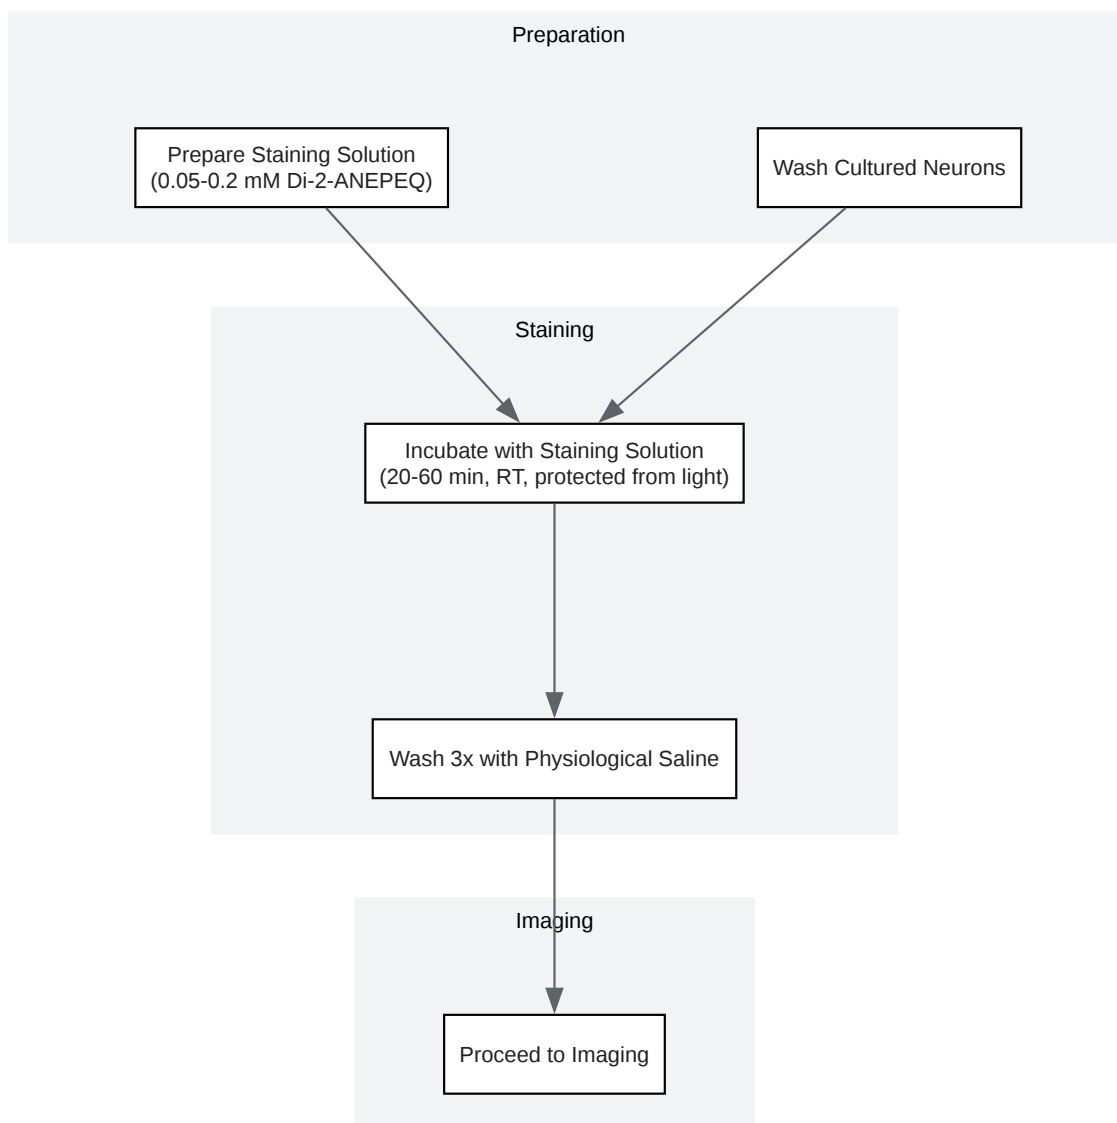 Preparation
Prepare Staining Solution
(0.05-0.2 mM Di-2-ANEPEQ)
Wash Cultured Neurons
Staining
Incubate with Staining Solution
(20-60 min, RT, protected from light)
Wash 3x with Physiological Saline
Imaging
Proceed to Imaging